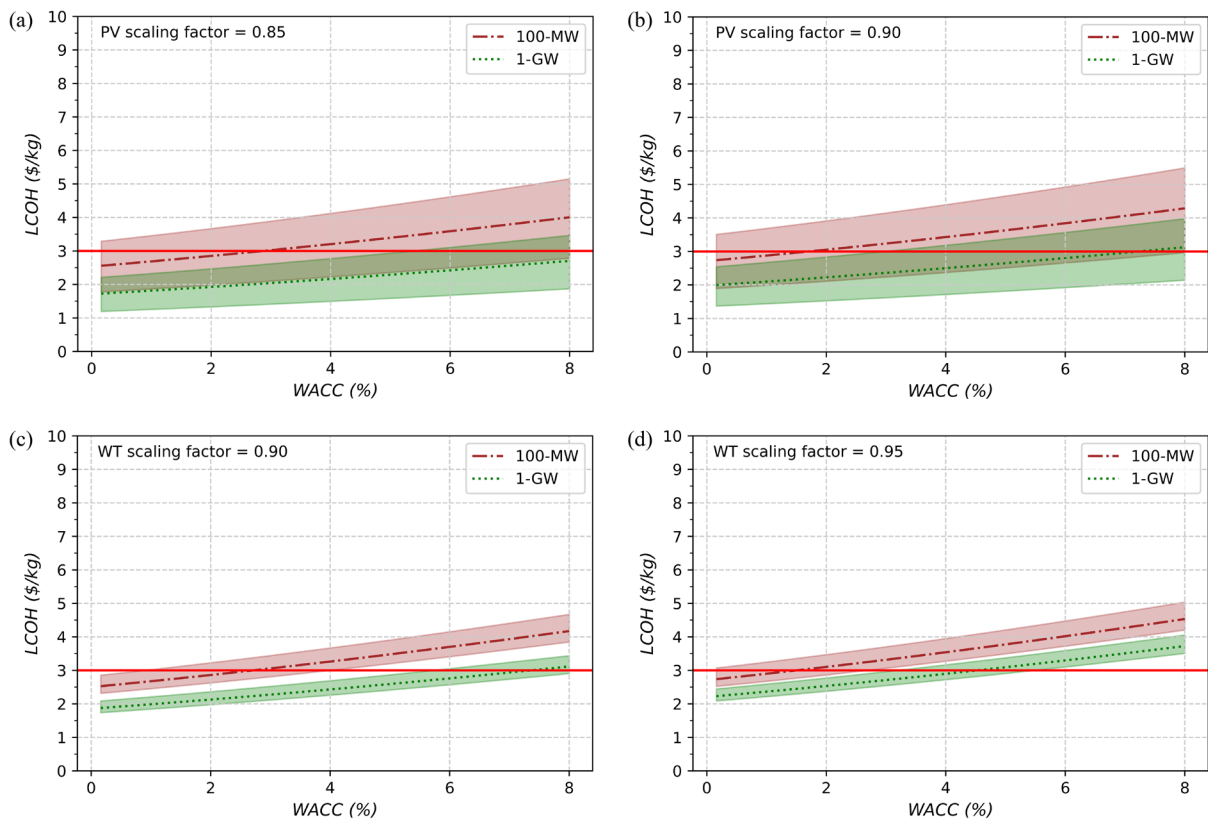 (a)
PV scaling factor = 0.85
100-MW
1-GW
10
9
8
7
6
5
4
3
2
1
0
LCOH ($/kg)
0 2 4 6 8
WACC (%)
(b)
PV scaling factor = 0.90
100-MW
1-GW
10
9
8
7
6
5
4
3
2
1
0
LCOH ($/kg)
0 2 4 6 8
WACC (%)
(c)
WT scaling factor = 0.90
100-MW
1-GW
10
9
8
7
6
5
4
3
2
1
0
LCOH ($/kg)
0 2 4 6 8
WACC (%)
(d)
WT scaling factor = 0.95
100-MW
1-GW
10
9
8
7
6
5
4
3
2
1
0
LCOH ($/kg)
0 2 4 6 8
WACC (%)